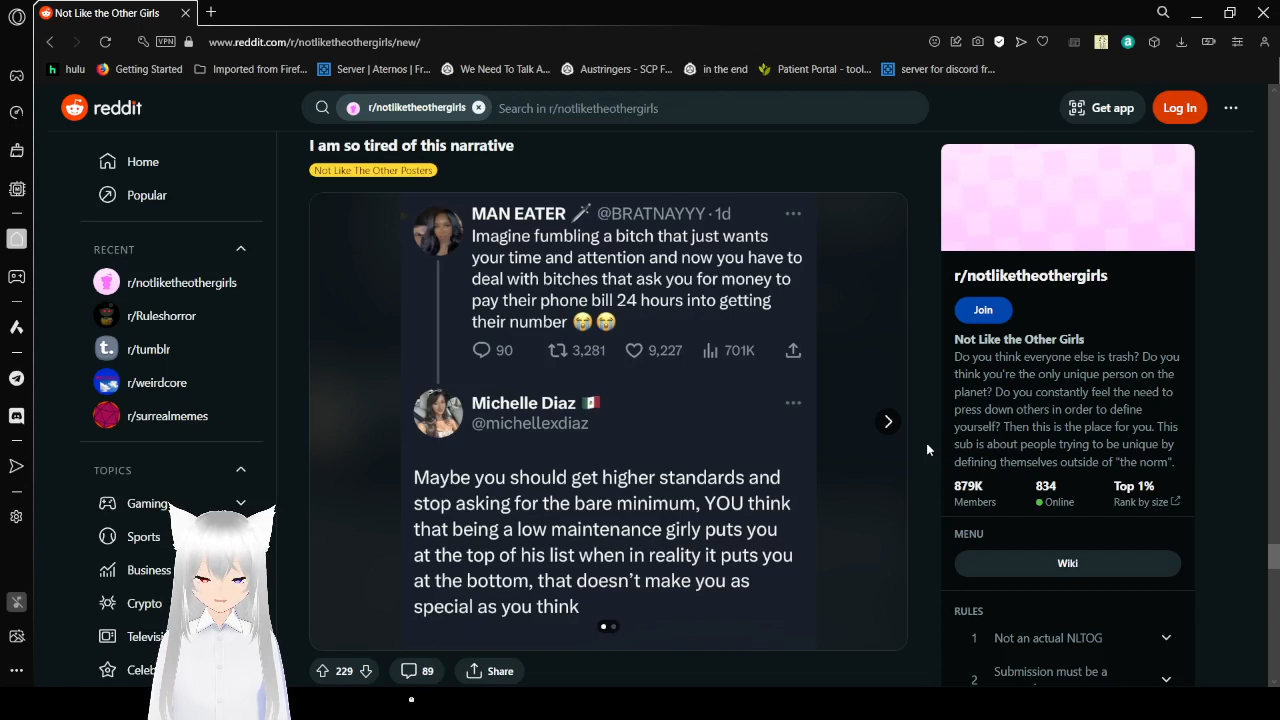 Not Like the Other Girls
VPN
www.reddit.com/r/notliketheothergirls/new/
hulu
Getting Started
Imported from Firef...
Server | Aternos | Fr...
We Need To Talk A...
Austringers - SCP F...
in the end
Patient Portal - tool...
server for discord fr...
reddit
r/notliketheothergirls
Search in r/notliketheothergirls
Get app
Log In
Home
Popular
RECENT
r/notliketheothergirls
r/Ruleshorror
r/tumblr
r/weirdcore
r/surrealmemes
TOPICS
Gaming
Sports
Business
Crypto
Televisi
Celeb
I am so tired of this narrative
Not Like The Other Posters
MAN EATER @BRATNAYYY · 1d
Imagine fumbling a bitch that just wants
your time and attention and now you have to
deal with bitches that ask you for money to
pay their phone bill 24 hours into getting
their number 😭😭
90 3,281 9,227 701K
Michelle Diaz 🇲🇽
@michellexdiaz
Maybe you should get higher standards and
stop asking for the bare minimum, YOU think
that being a low maintenance girly puts you
at the top of his list when in reality it puts you
at the bottom, that doesn't make you as
special as you think
229
89
Share
r/notliketheothergirls
Join
Not Like the Other Girls
Do you think everyone else is trash? Do you
think you're the only unique person on the
planet? Do you constantly feel the need to
press down others in order to define
yourself? Then this is the place for you. This
sub is about people trying to be unique by
defining themselves outside of "the norm".
879K 834 Top 1%
Members Online Rank by size
MENU
Wiki
RULES
1 Not an actual NLTOG
2 Submission must be a